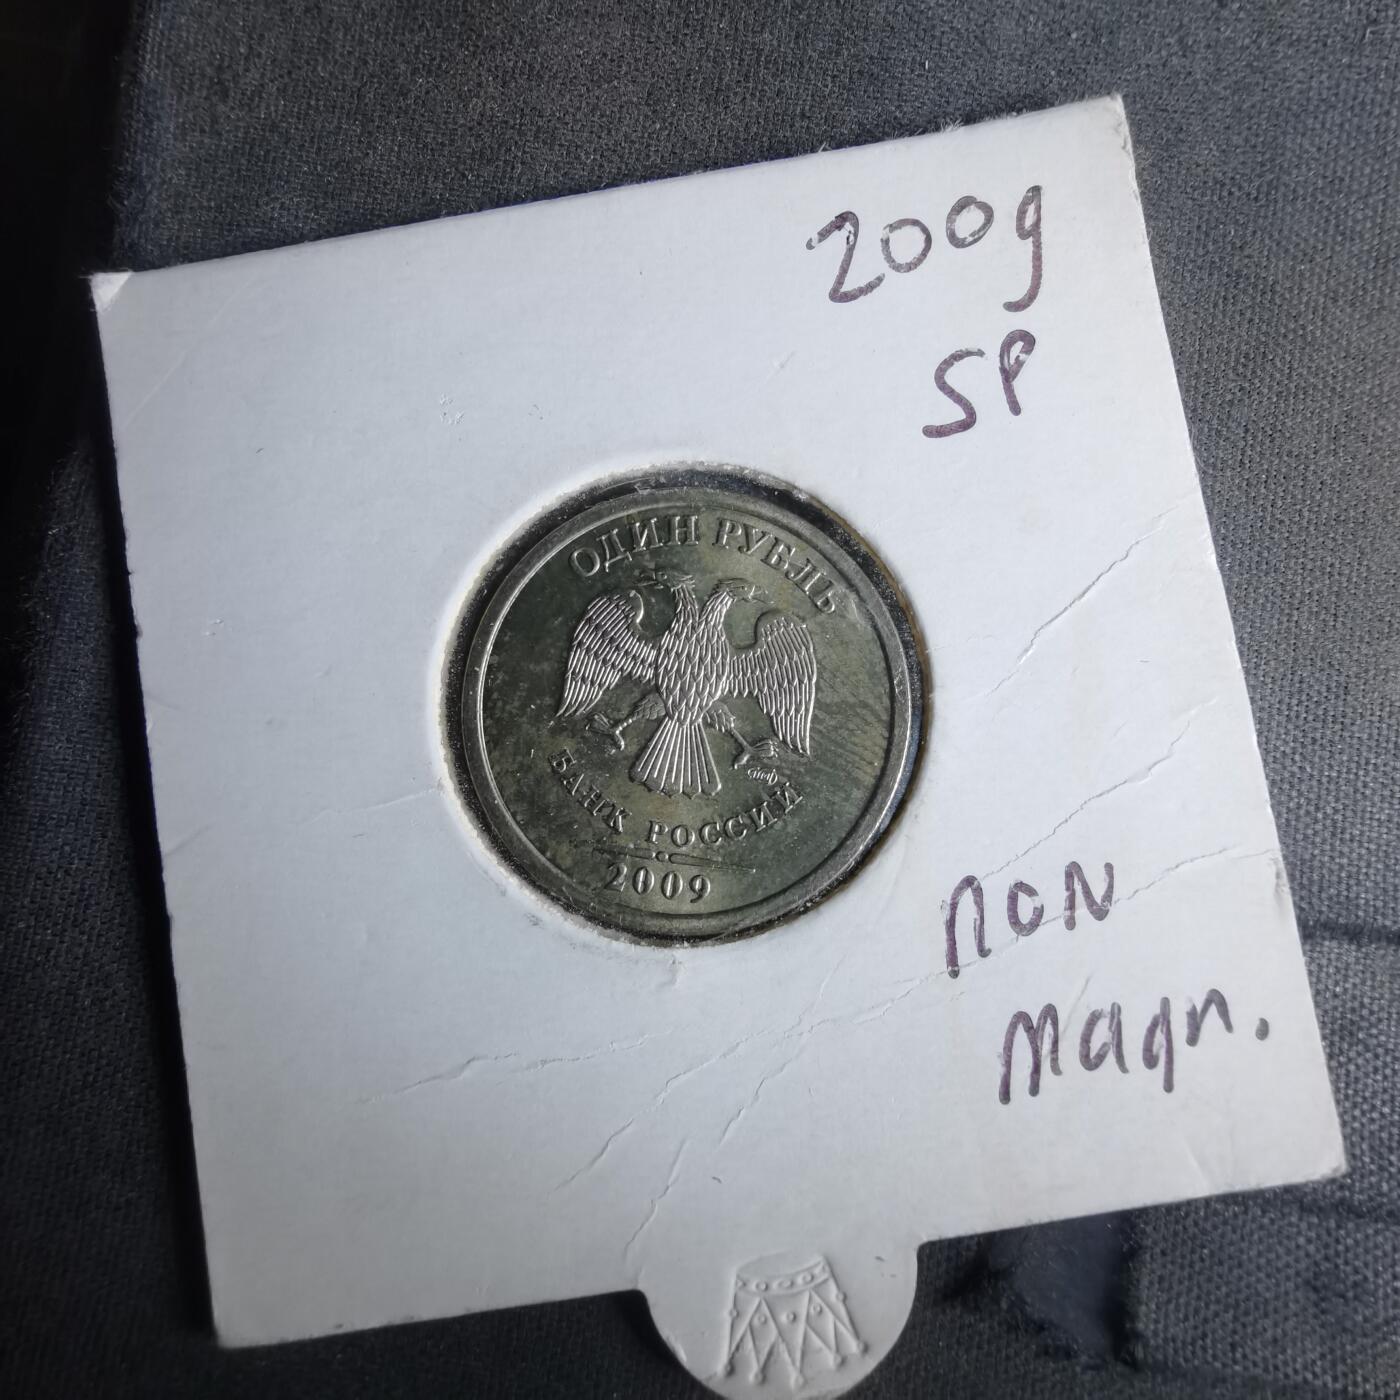 2009
SP
ОДИН РУБЛЬ
БАНК РОССИИ
2009
non
magn.